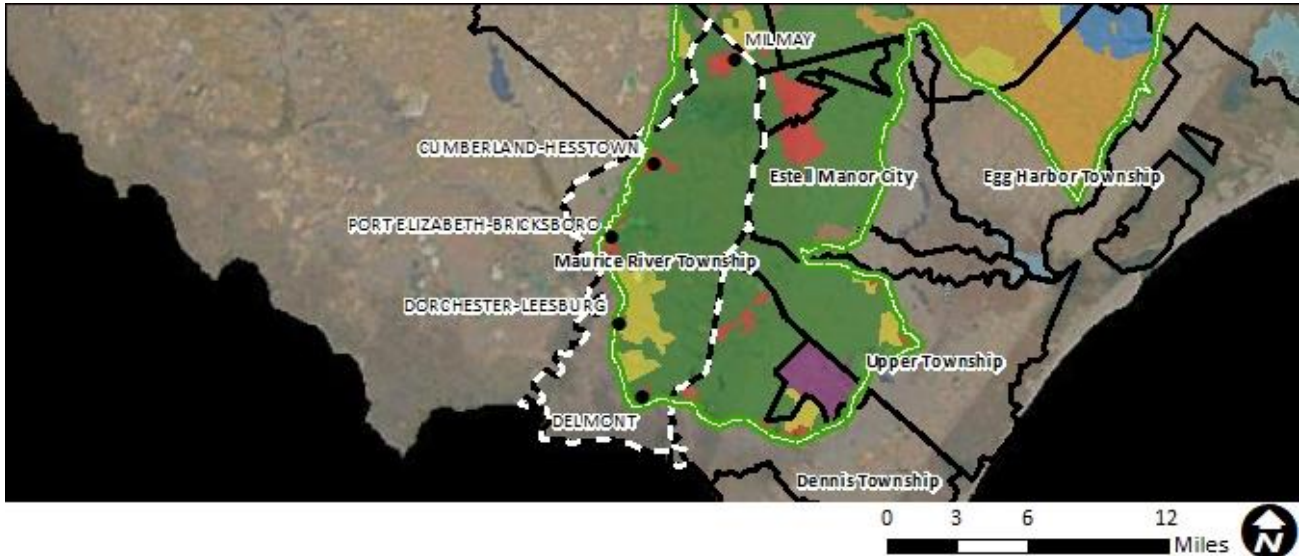 MILMAY
CUMBERLAND-HESSTOWN
Estell Manor City
Egg Harbor Township
PORT ELIZABETH-BRICKSBORO
Maurice River Township
DORCHESTER-LEESBURG
Upper Township
DELMONT
Dennis Township
0 3 6 12
Miles
N